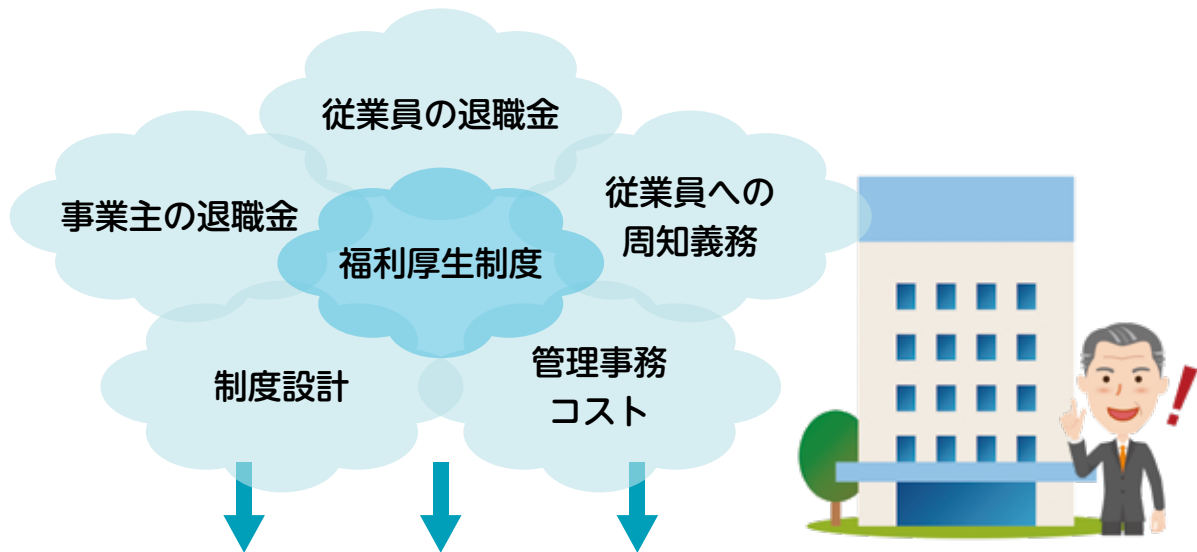 従業員の退職金
事業主の退職金
従業員への
周知義務
福利厚生制度
制度設計
管理事務
コスト